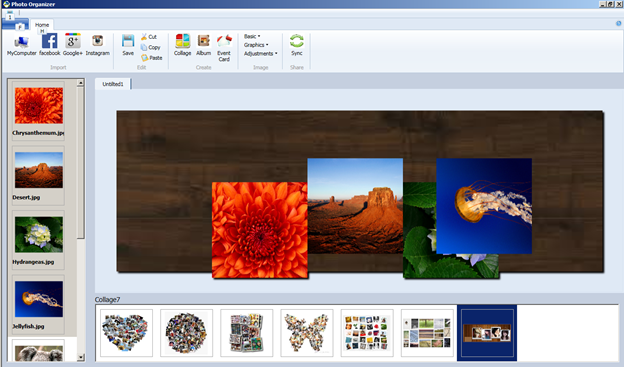 Photo Organizer
1
F
Home
H
MyComputer facebook Google+ Instagram
Save
Cut
Copy
Paste
Collage Album Event Card
Basic
Graphics
Adjustments
Sync
Import Edit Create Image Share
Untitled1
Chrysanthemum.jpg
Desert.jpg
Hydrangeas.jpg
Jellyfish.jpg
Collage7